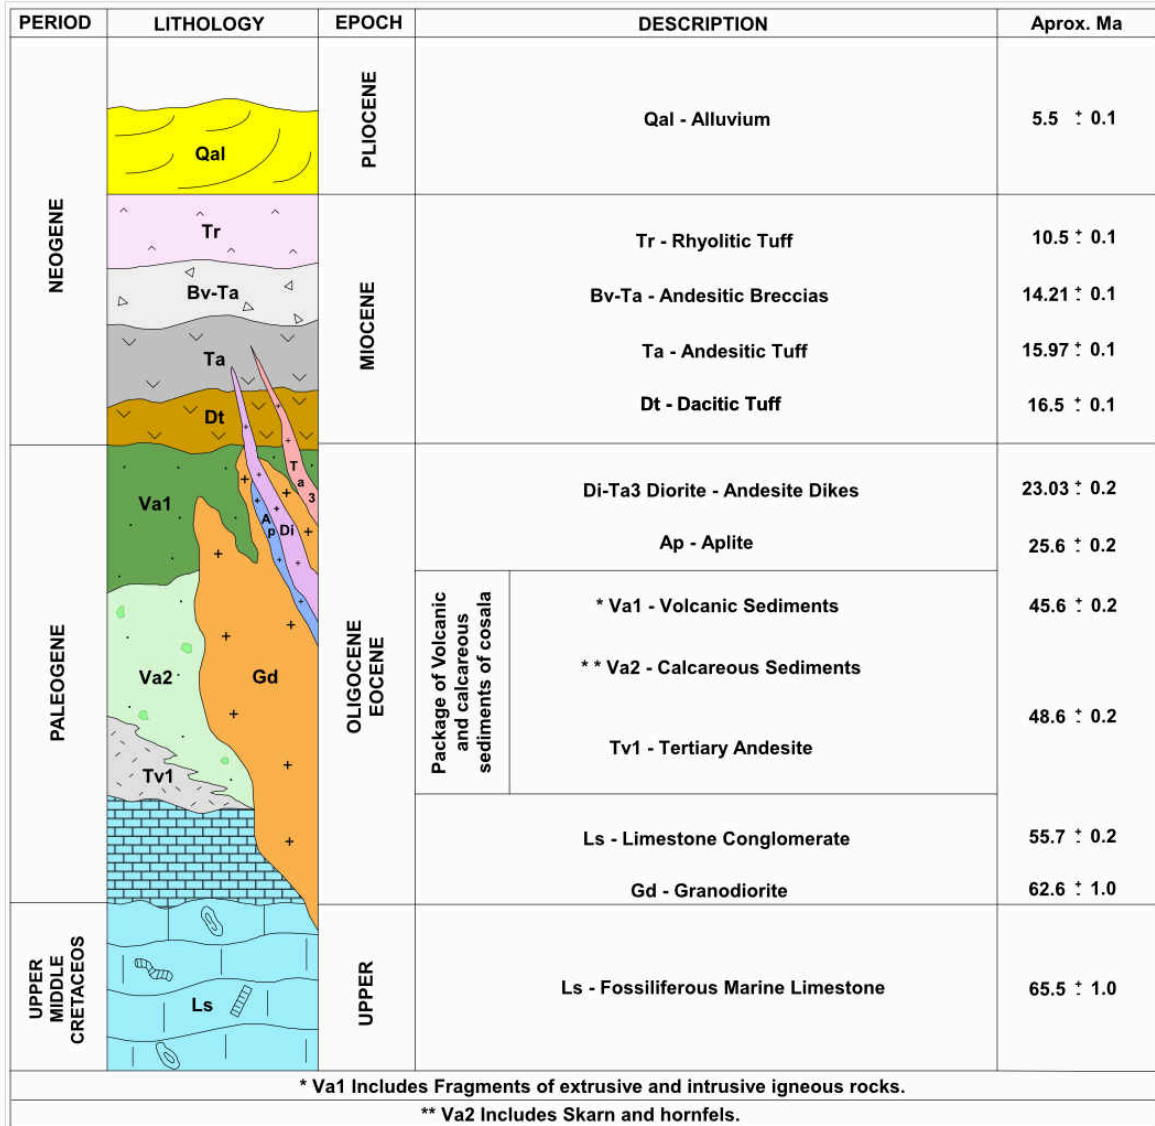 PERIOD LITHOLOGY EPOCH DESCRIPTION Aprox. Ma
NEOGENE
PLIOCENE
Qal
Qal - Alluvium 5.5 ± 0.1
MIOCENE
Tr
Tr - Rhyolitic Tuff 10.5 ± 0.1
Bv-Ta
Bv-Ta - Andesitic Breccias 14.21 ± 0.1
Ta
Ta - Andesitic Tuff 15.97 ± 0.1
Dt
Dt - Dacitic Tuff 16.5 ± 0.1
PALEOGENE
OLIGOCENE
EOCENE
Va1
T
a
3
A
p
Di
Va2
Gd
Tv1
Di-Ta3 Diorite - Andesite Dikes 23.03 ± 0.2
Ap - Aplite 25.6 ± 0.2
Package of Volcanic
and calcareous
sediments of cosala
* Va1 - Volcanic Sediments 45.6 ± 0.2
* * Va2 - Calcareous Sediments
48.6 ± 0.2
Tv1 - Tertiary Andesite
Ls - Limestone Conglomerate 55.7 ± 0.2
Gd - Granodiorite 62.6 ± 1.0
UPPER
MIDDLE
CRETACEOS
Ls
UPPER
Ls - Fossiliferous Marine Limestone 65.5 ± 1.0
* Va1 Includes Fragments of extrusive and intrusive igneous rocks.
** Va2 Includes Skarn and hornfels.